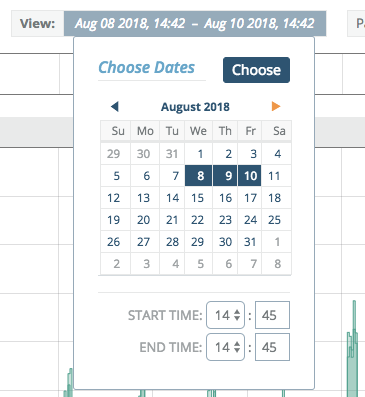 View: Aug 08 2018, 14:42 – Aug 10 2018, 14:42 P
Choose Dates Choose
August 2018
Su Mo Tu We Th Fr Sa
29 30 31 1 2 3 4
5 6 7 8 9 10 11
12 13 14 15 16 17 18
19 20 21 22 23 24 25
26 27 28 29 30 31 1
2 3 4 5 6 7 8
START TIME: 14 : 45
END TIME: 14 : 45